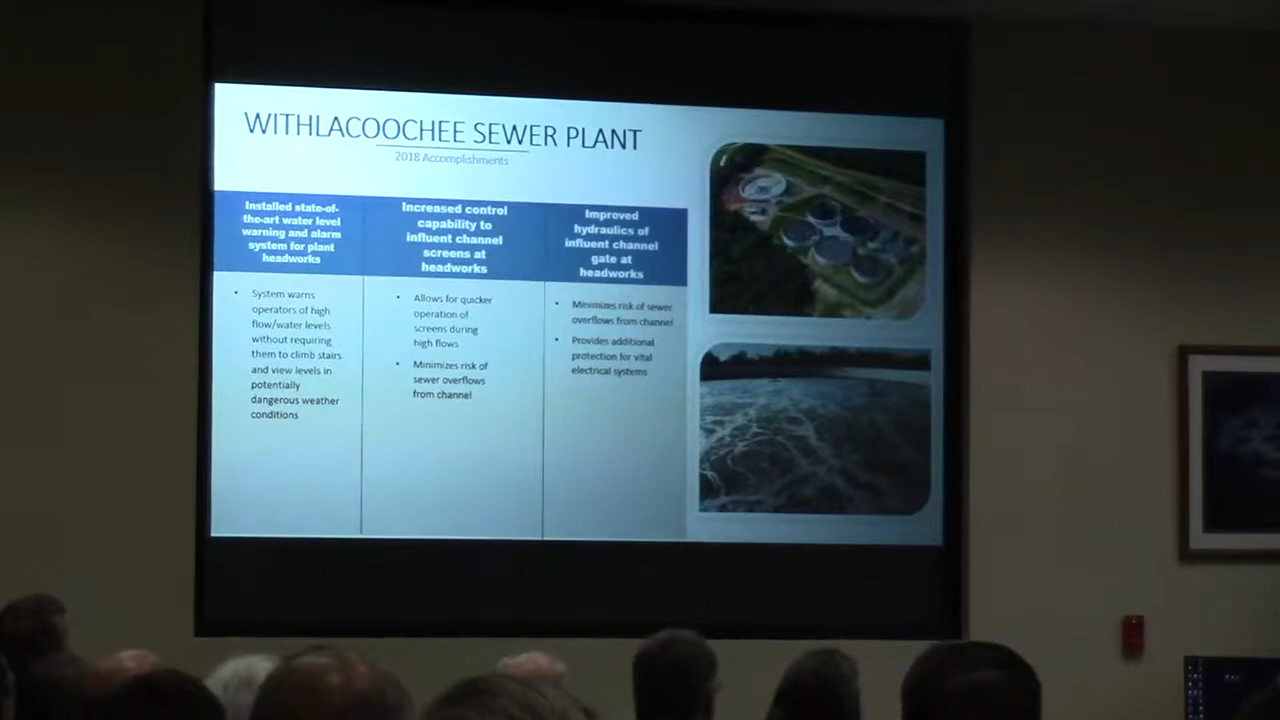 WITHLACOOCHEE SEWER PLANT
2018 Accomplishments
Installed state-of-
the-art water level
warning and alarm
system for plant
headworks
• System warns
operators of high
flow/water levels
without requiring
them to climb stairs
and view levels in
potentially
dangerous weather
conditions
Increased control
capability to
influent channel
screens at
headworks
• Allows for quicker
operation of
screens during
high flows
• Minimizes risk of
sewer overflows
from channel
Improved
hydraulics of
influent channel
gate at
headworks
• Minimizes risk of sewer
overflows from channel
• Provides additional
protection for vital
electrical systems